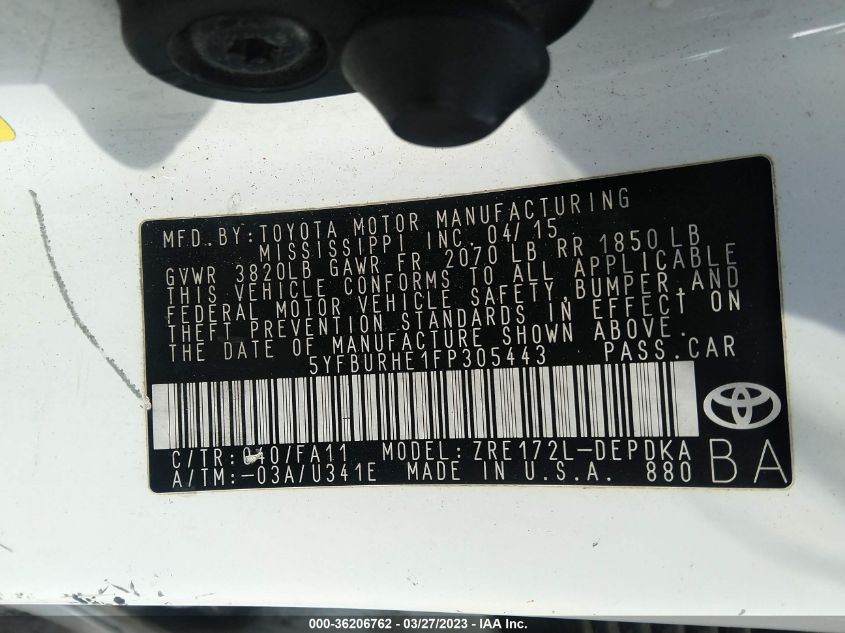 MFD. BY: TOYOTA MOTOR MANUFACTURING
MISSISSIPPI INC. 04/15
GVWR 3820LB GAWR FR 2070 LB RR 1850 LB
THIS VEHICLE CONFORMS TO ALL APPLICABLE
FEDERAL MOTOR VEHICLE SAFETY, BUMPER, AND
THEFT PREVENTION STANDARDS IN EFFECT ON
THE DATE OF MANUFACTURE SHOWN ABOVE.
5YFBURHE1FP305443 PASS. CAR
C/TR: 040/FA11 MODEL: ZRE172L-DEPDKA
A/TM: -03A/U341E MADE IN U.S.A. 880
BA
000-36206762 - 03/27/2023 - IAA Inc.